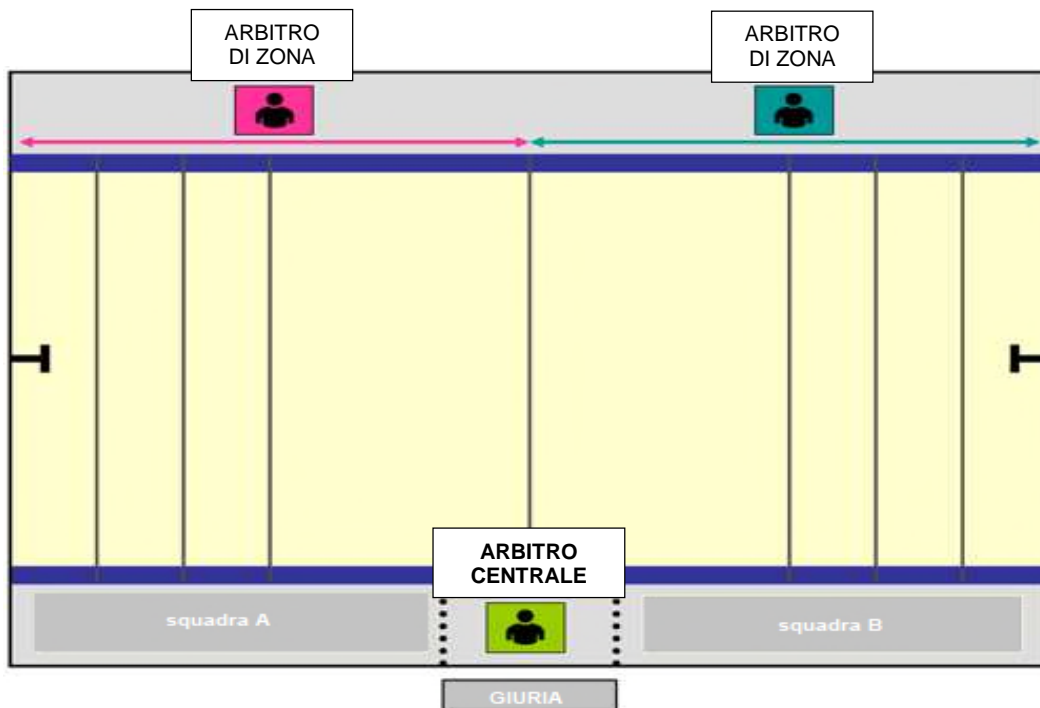 ARBITRO
DI ZONA
ARBITRO
DI ZONA
ARBITRO
CENTRALE
squadra A
squadra B
GIURIA